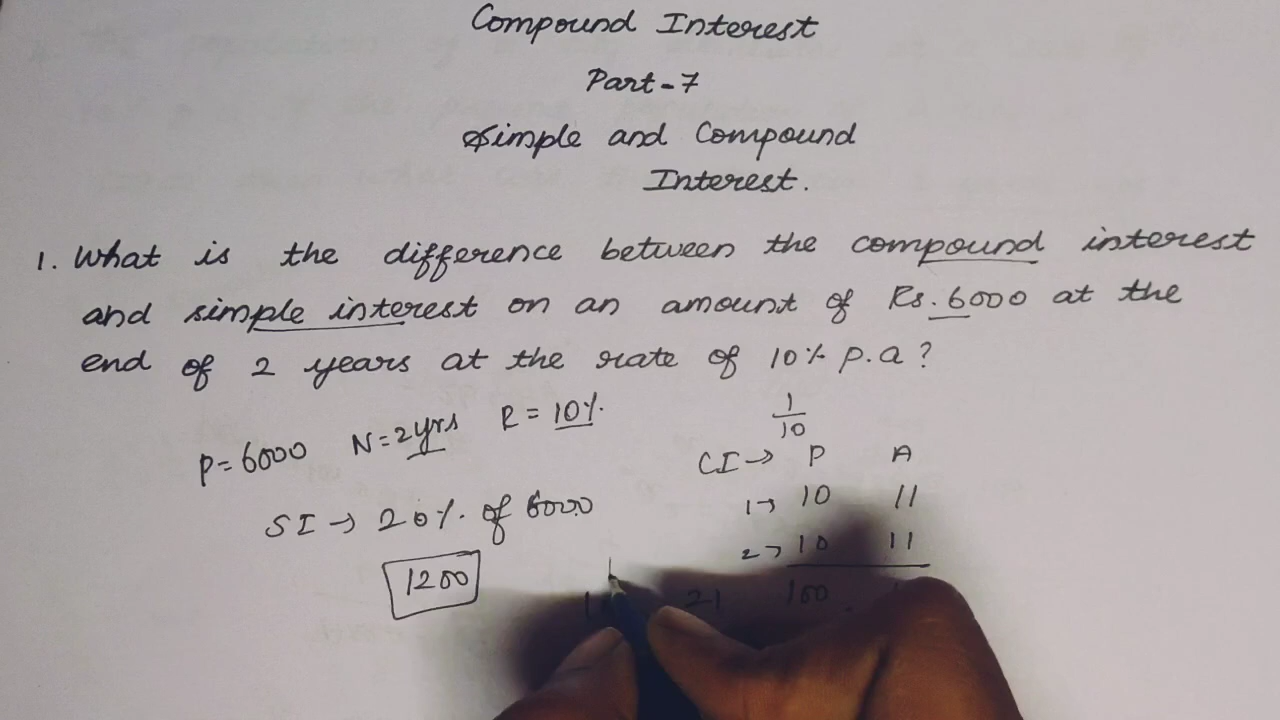 Compound Interest
Part-7
Simple and Compound
Interest.
1. What is the difference between the compound interest
and simple interest on an amount of Rs.6000 at the
end of 2 years at the rate of 10% p.a?
P=6000 N=2yrs R=10%
SI → 20% of 6000
1200
1/10
CI → P A
1→ 10 11
2→ 10 11
21 100